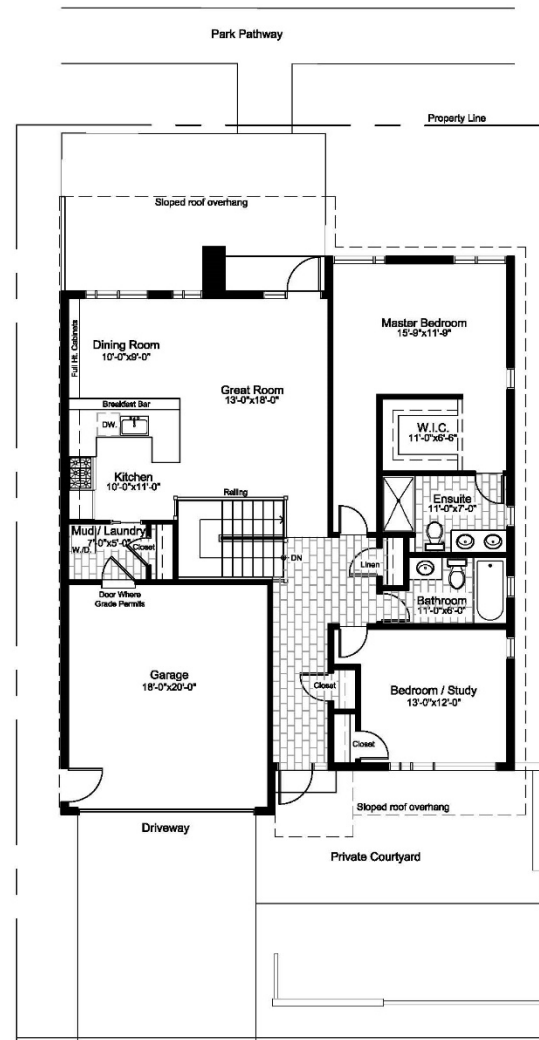 Park Pathway
Property Line
Sloped roof overhang
Master Bedroom
15'-9"x11'-9"
Dining Room
10'-0"x9'-0"
Full Ht. Cabinets
Great Room
13'-0"x18'-0"
Breakfast Bar
DW.
W.I.C.
11'-0"x6'-6"
Kitchen
10'-0"x11'-0"
Ensuite
11'-0"x7'-0"
Railing
Mud / Laundry
7'-0"x5'-0"
W./D.
Closet
DN
Linen
Door Where
Grade Permits
Bathroom
11'-0"x6'-0"
Garage
18'-0"x20'-0"
Closet
Bedroom / Study
13'-0"x12'-0"
Closet
Sloped roof overhang
Driveway
Private Courtyard